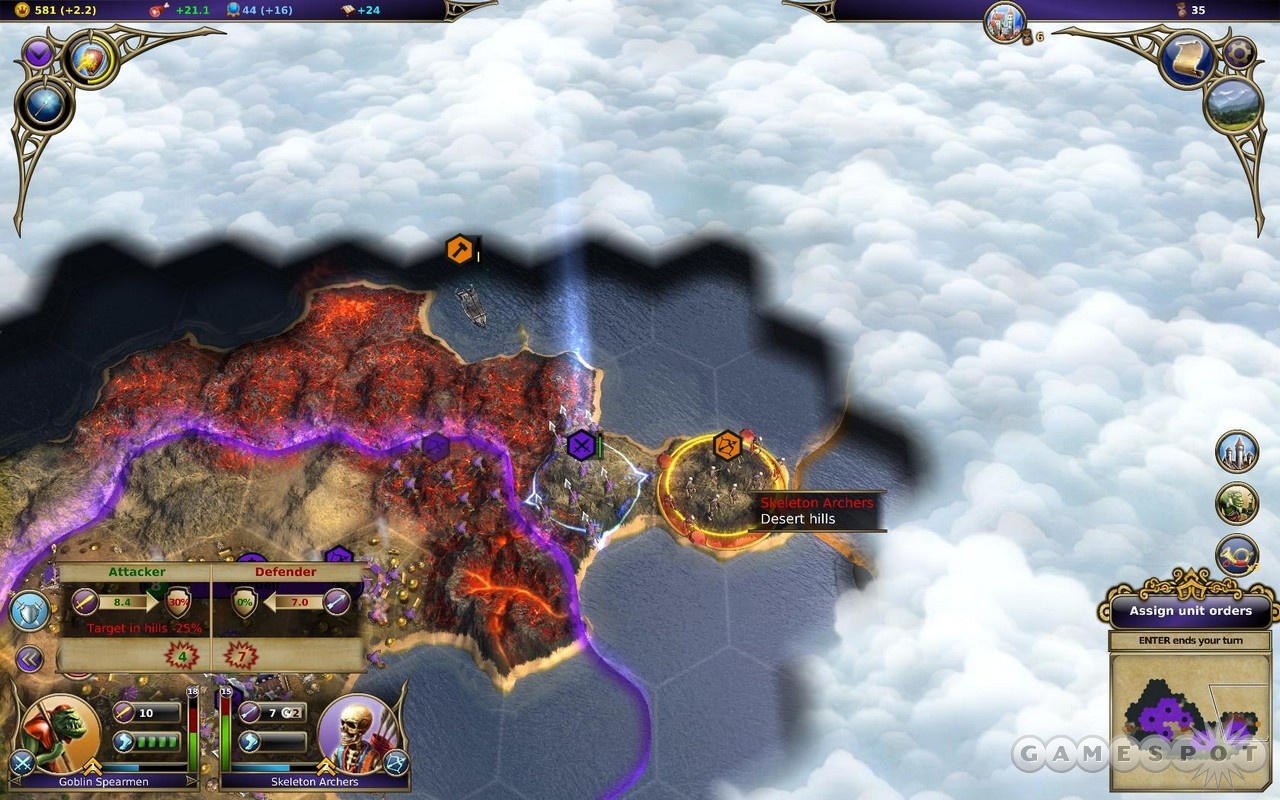 581 (+2.2)
+21.1
44 (+16)
+24
6
35
Skeleton Archers
Desert hills
Attacker
Defender
8.4
30%
0%
7.0
Target in hills -25%
4
7
18
15
10
7
2
Goblin Spearmen
Skeleton Archers
Assign unit orders
ENTER ends your turn
GAMESPOT